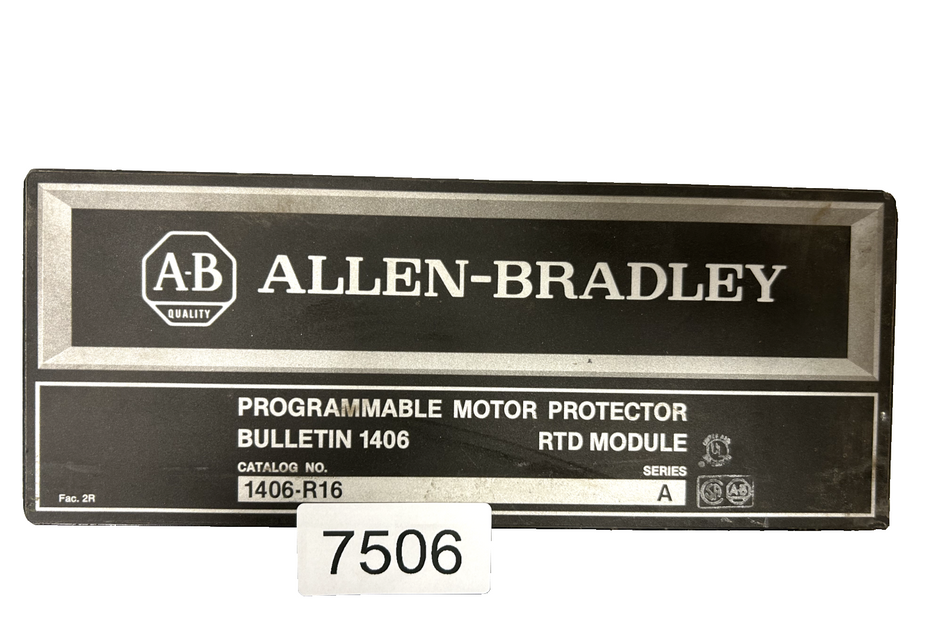 A-B
QUALITY
ALLEN-BRADLEY
PROGRAMMABLE MOTOR PROTECTOR
BULLETIN 1406 RTD MODULE
CATALOG NO. SERIES
1406-R16 A
Fac. 2R
7506